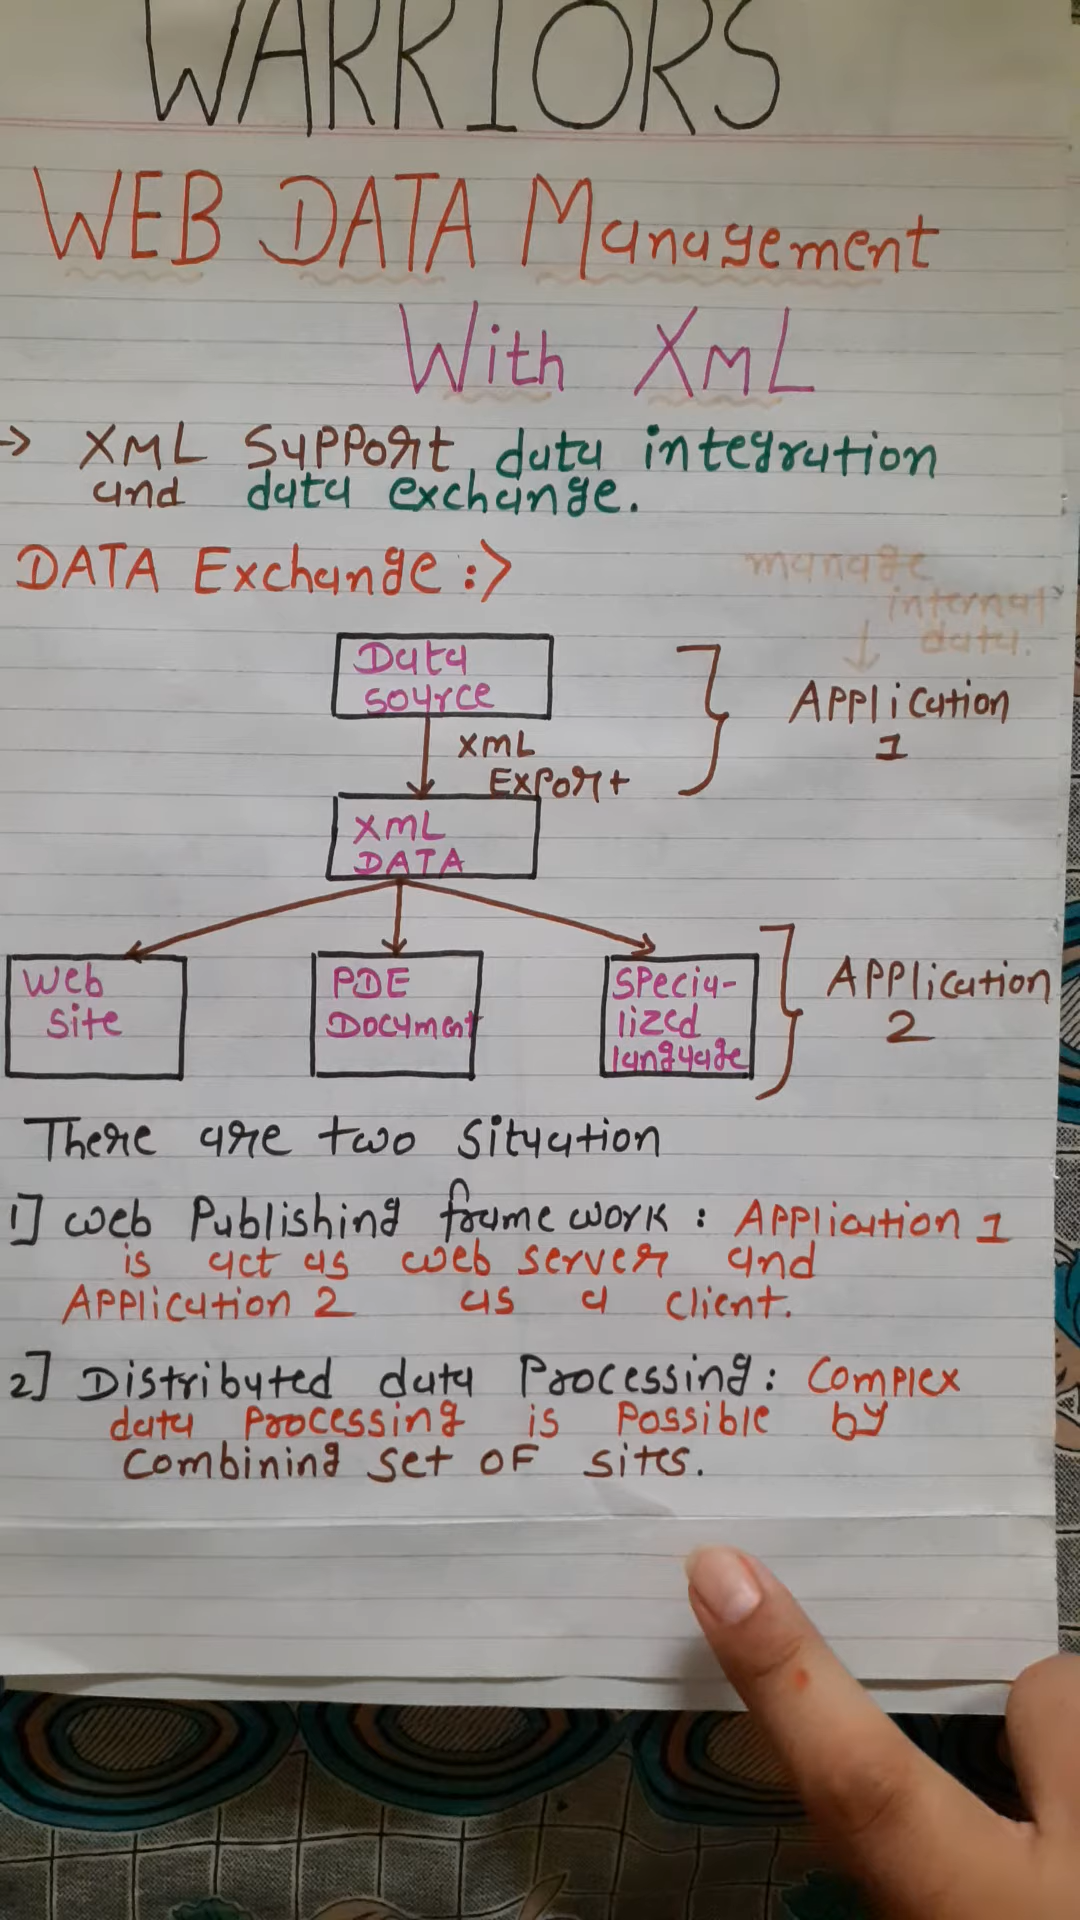 WARRIORS
WEB DATA Management
With XML
→ XML Support data integration
and data exchange.
DATA Exchange :>
manage
internal
data.
↓
Data
source
APPlication
1
XML
Export
XML
DATA
Web
site
PDE
Document
Specia-
lized
language
APPlication
2
There are two situation
1] web Publishing frame work : Application 1
is act as web server and
Application 2 as a client.
2] Distributed data Processing : Complex
data processing is possible by
combining set of sites.